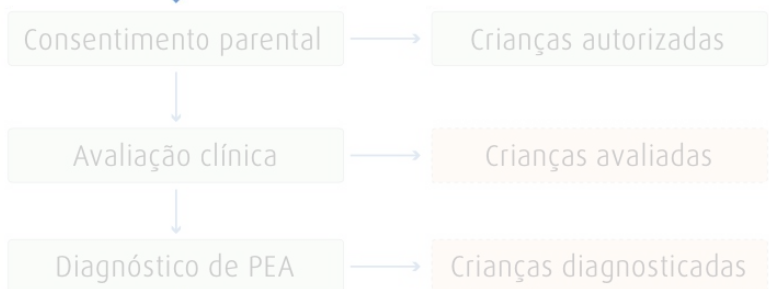 Consentimento parental
Crianças autorizadas
Avaliação clínica
Crianças avaliadas
Diagnóstico de PEA
Crianças diagnosticadas